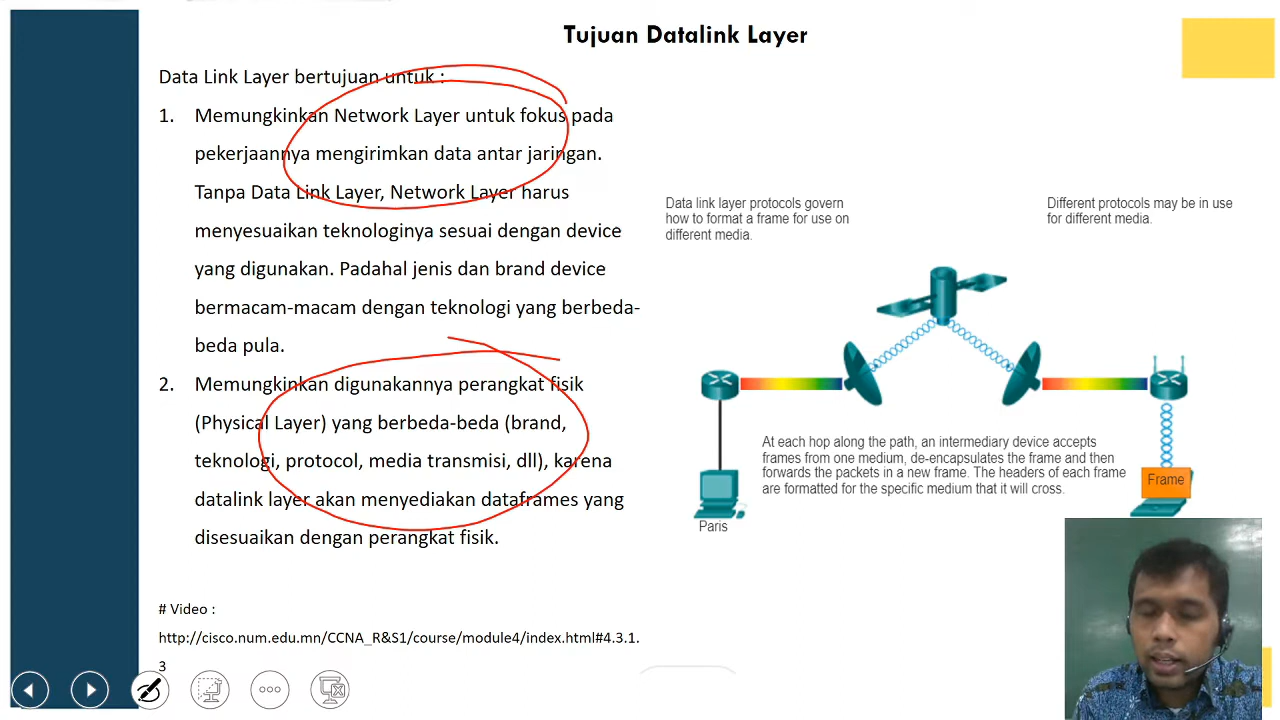 Tujuan Datalink Layer
Data Link Layer bertujuan untuk :
1. Memungkinkan Network Layer untuk fokus pada
pekerjaannya mengirimkan data antar jaringan.
Tanpa Data Link Layer, Network Layer harus
menyesuaikan teknologinya sesuai dengan device
yang digunakan. Padahal jenis dan brand device
bermacam-macam dengan teknologi yang berbeda-
beda pula.
2. Memungkinkan digunakannya perangkat fisik
(Physical Layer) yang berbeda-beda (brand,
teknologi, protocol, media transmisi, dll), karena
datalink layer akan menyediakan dataframes yang
disesuaikan dengan perangkat fisik.
# Video :
http://cisco.num.edu.mn/CCNA_R&S1/course/module4/index.html#4.3.1.
3
Data link layer protocols govern
how to format a frame for use on
different media.
Different protocols may be in use
for different media.
At each hop along the path, an intermediary device accepts
frames from one medium, de-encapsulates the frame and then
forwards the packets in a new frame. The headers of each frame
are formatted for the specific medium that it will cross.
Frame
Paris